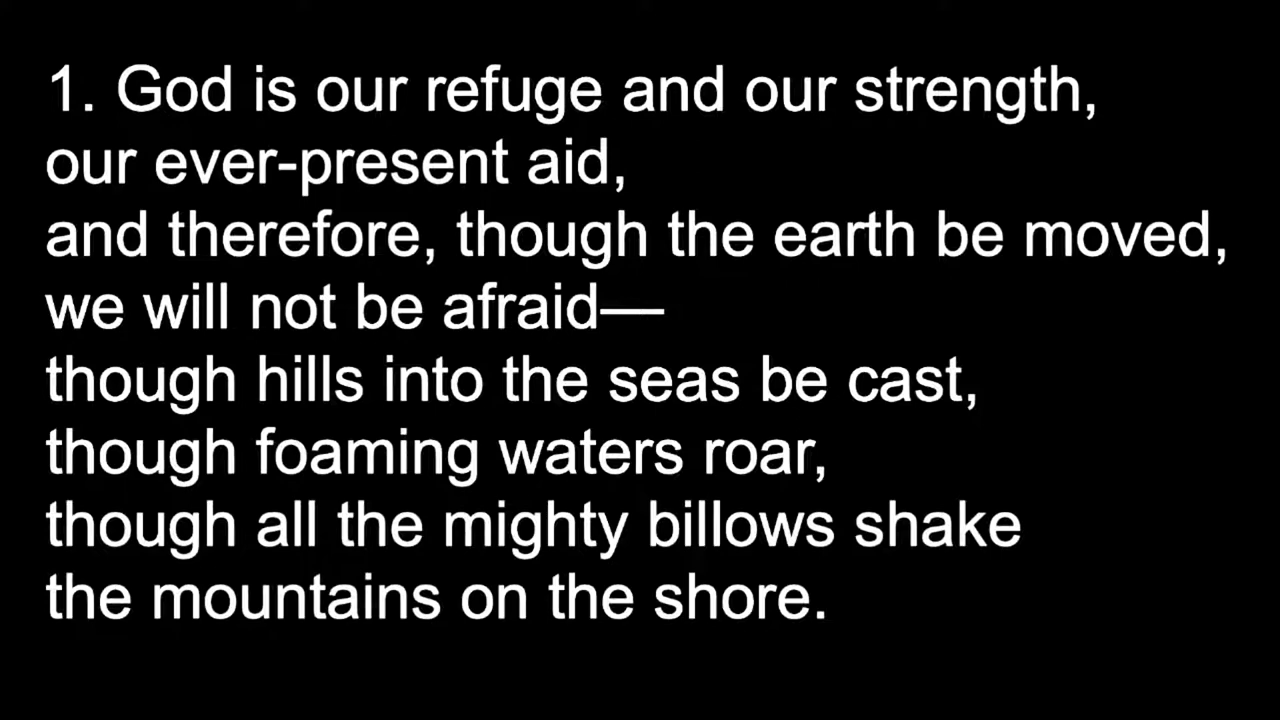 1. God is our refuge and our strength,
our ever-present aid,
and therefore, though the earth be moved,
we will not be afraid—
though hills into the seas be cast,
though foaming waters roar,
though all the mighty billows shake
the mountains on the shore.